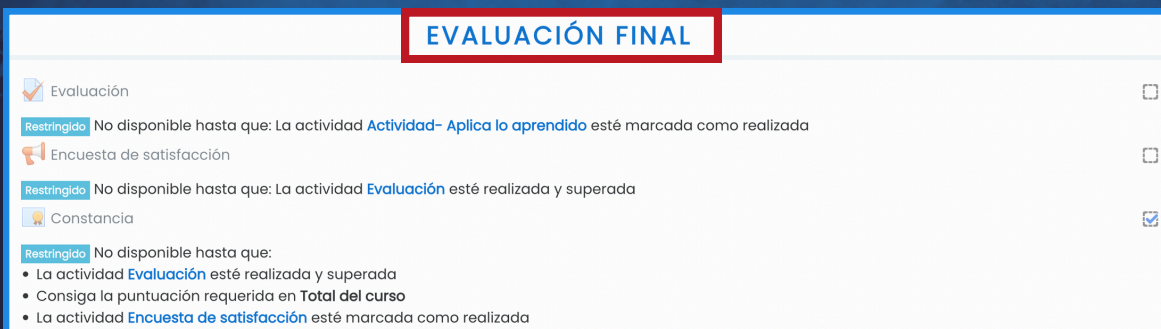 EVALUACIÓN FINAL
Evaluación
Restringido No disponible hasta que: La actividad Actividad- Aplica lo aprendido esté marcada como realizada
Encuesta de satisfacción
Restringido No disponible hasta que: La actividad Evaluación esté realizada y superada
Constancia
Restringido No disponible hasta que:
• La actividad Evaluación esté realizada y superada
• Consiga la puntuación requerida en Total del curso
• La actividad Encuesta de satisfacción esté marcada como realizada